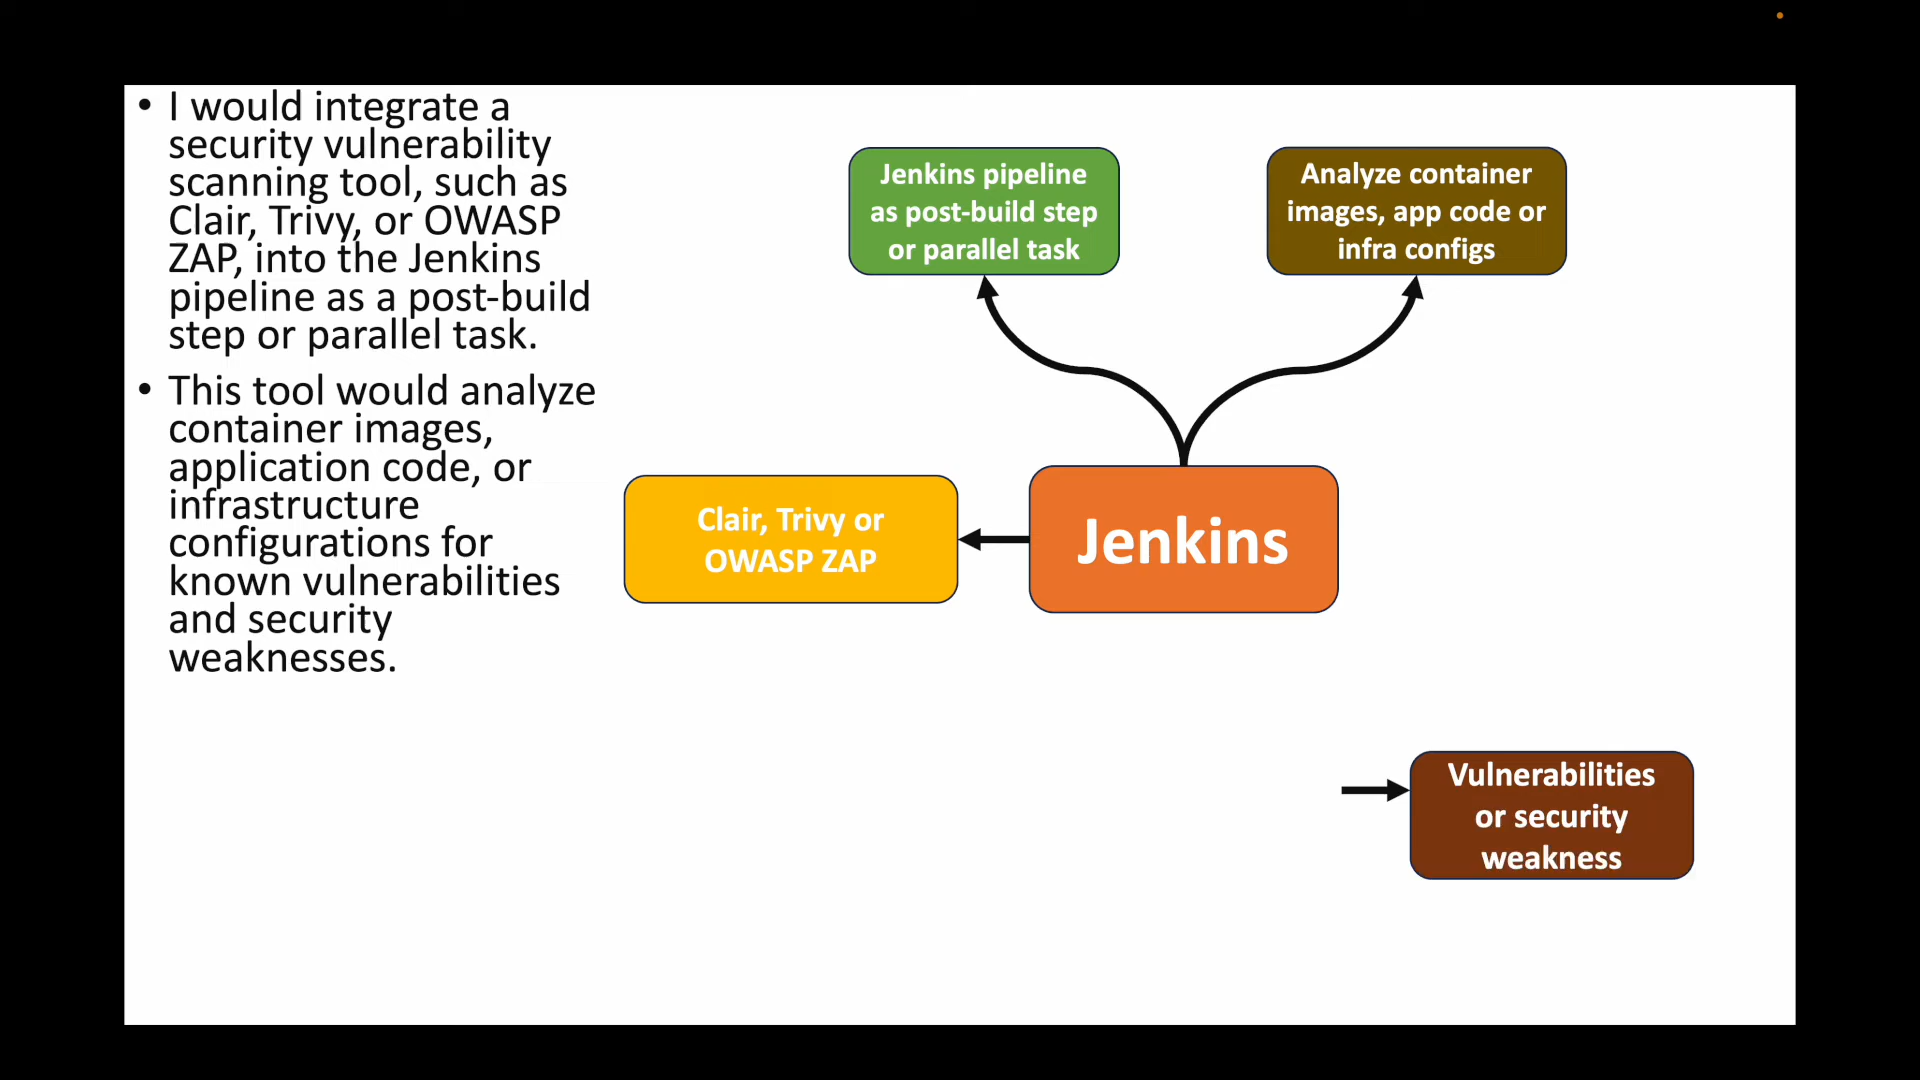 • I would integrate a
security vulnerability
scanning tool, such as
Clair, Trivy, or OWASP
ZAP, into the Jenkins
pipeline as a post-build
step or parallel task.
• This tool would analyze
container images,
application code, or
infrastructure
configurations for
known vulnerabilities
and security
weaknesses.
Jenkins pipeline
as post-build step
or parallel task
Analyze container
images, app code or
infra configs
Clair, Trivy or
OWASP ZAP
Jenkins
Vulnerabilities
or security
weakness